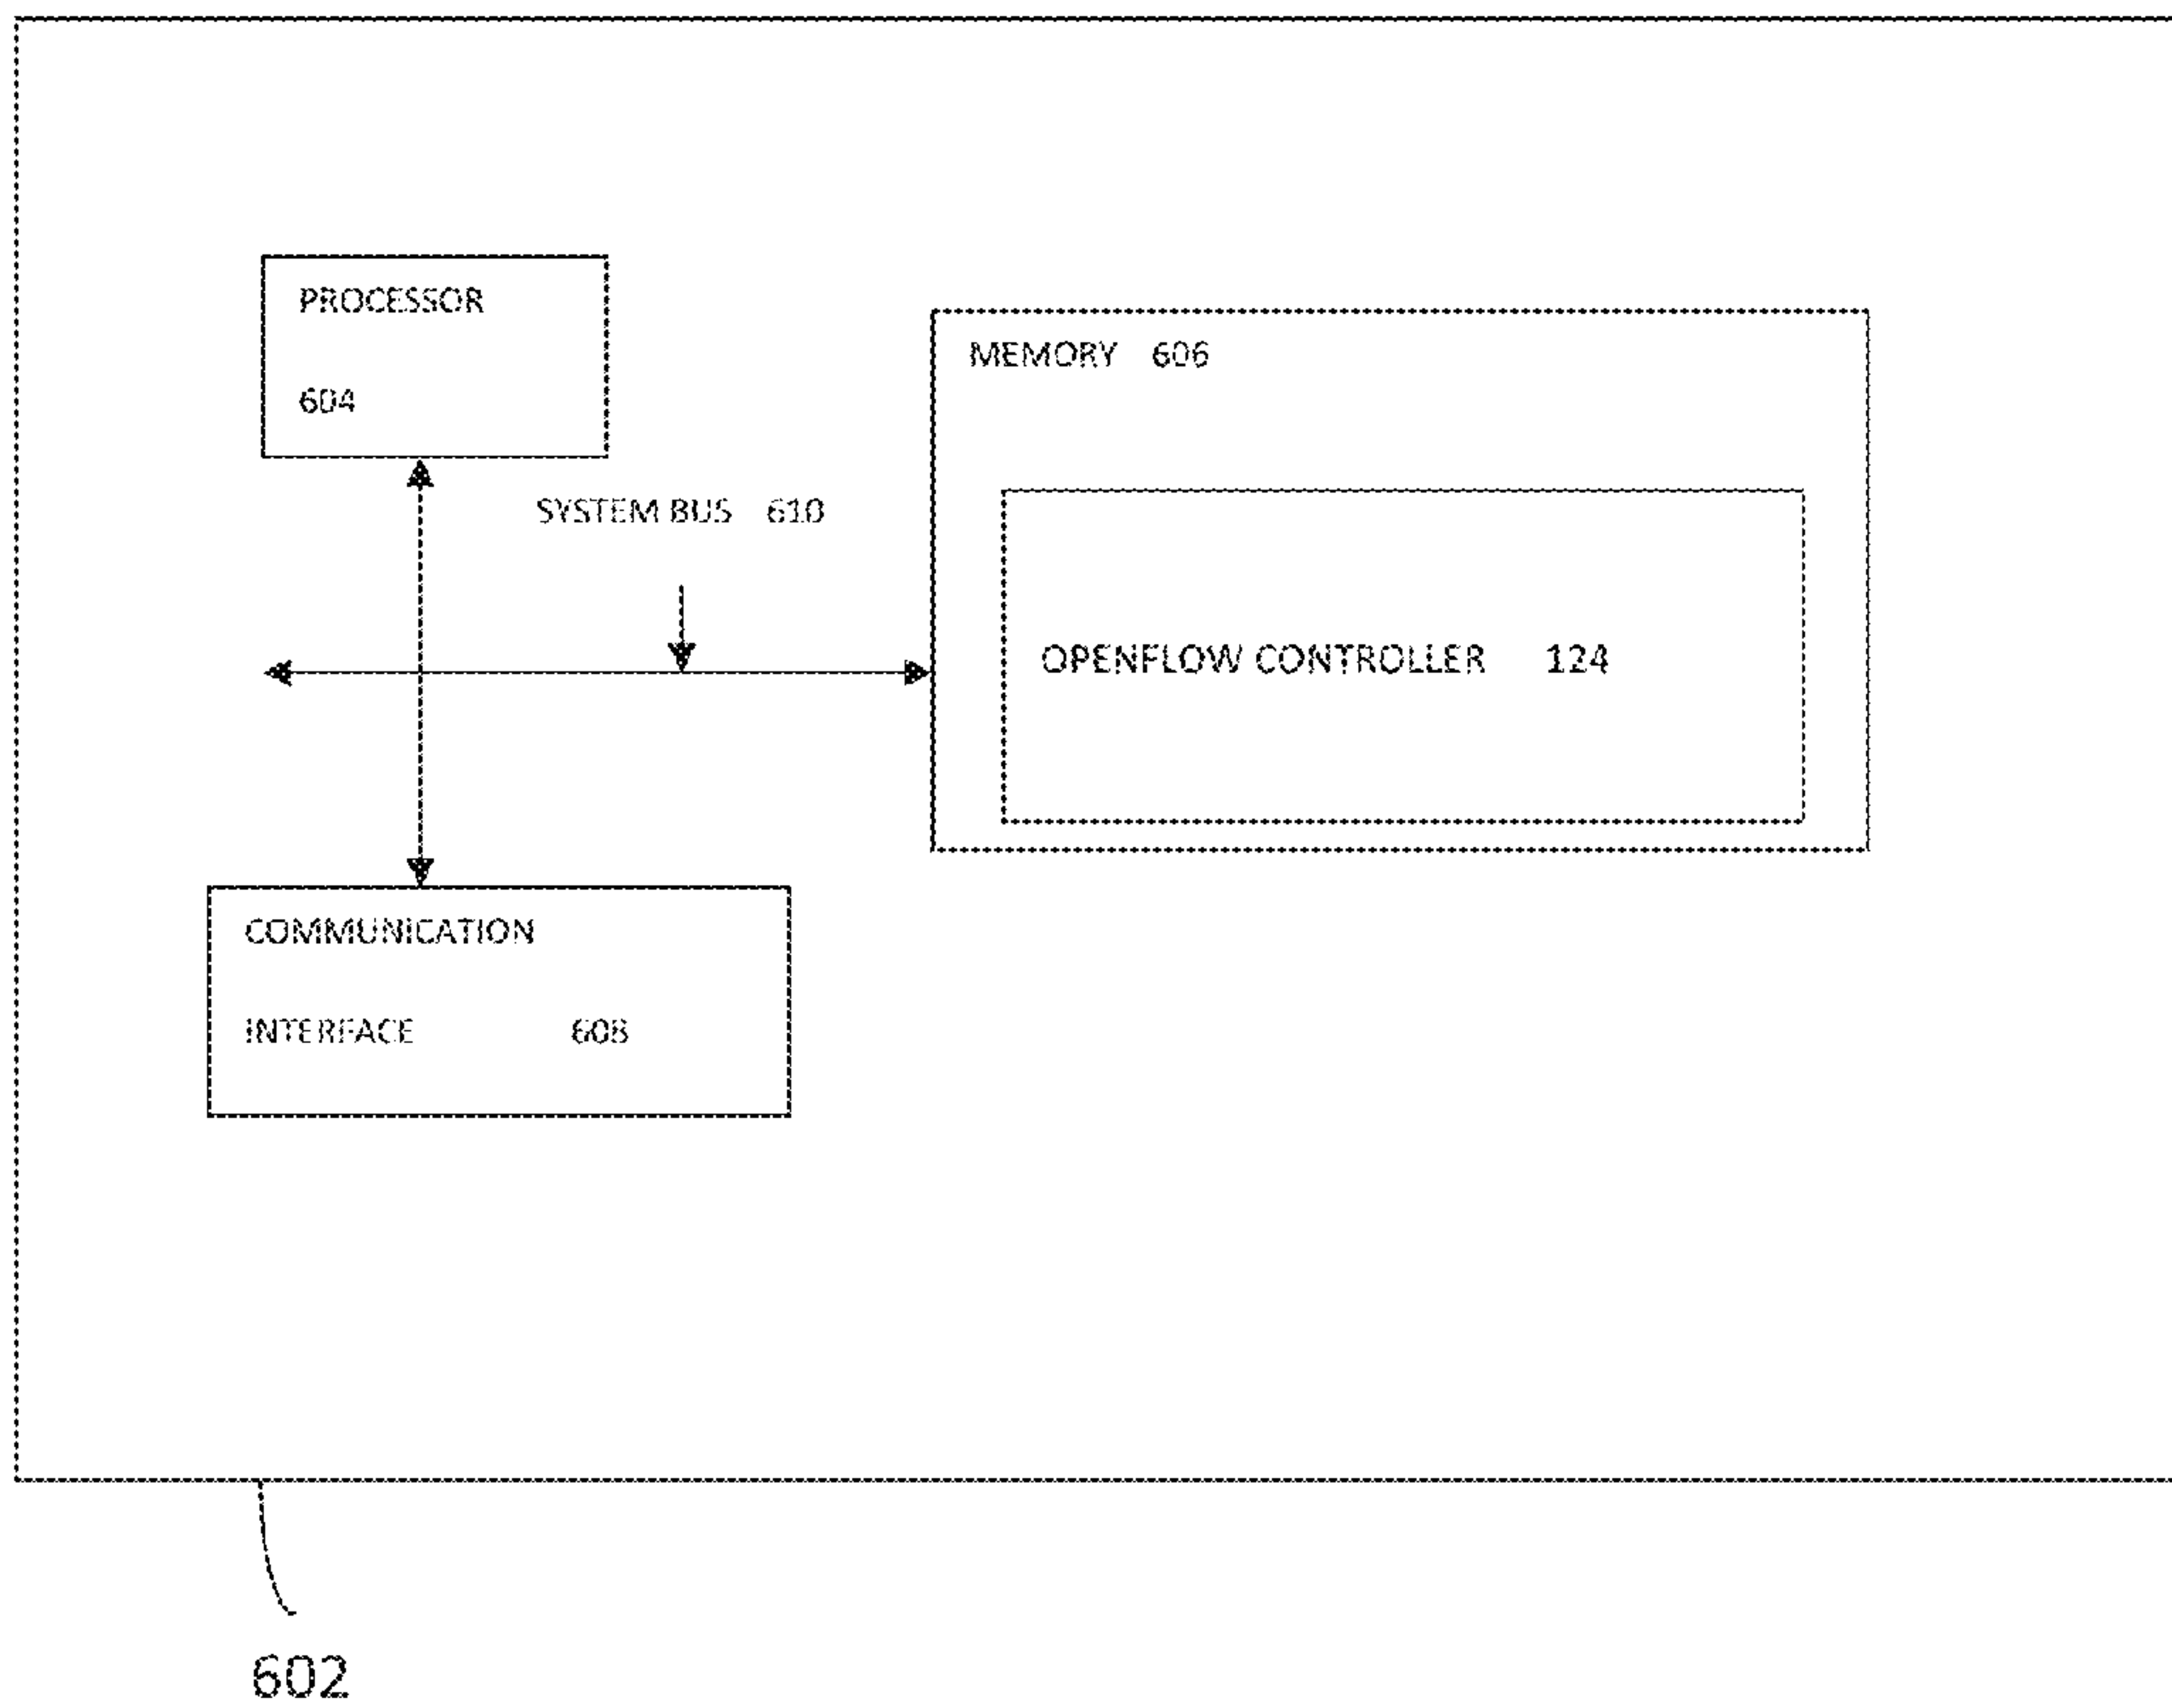 PROCESSOR
604
MEMORY 606
SYSTEM BUS 610
OPENFLOW CONTROLLER 124
COMMUNICATION
INTERFACE 608
602